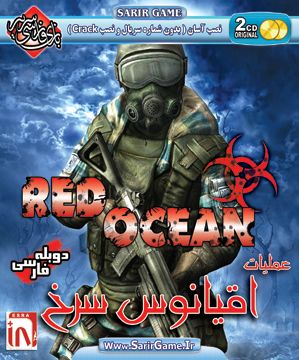 SARIR GAME
نصب آسان ( بدون شماره سریال و نصب Crack)
2CD
ORIGINAL
RED
OCEAN
دوبله
فارسی
عملیات
اقیانوس سرخ
ESRA
www.SarirGame.Ir